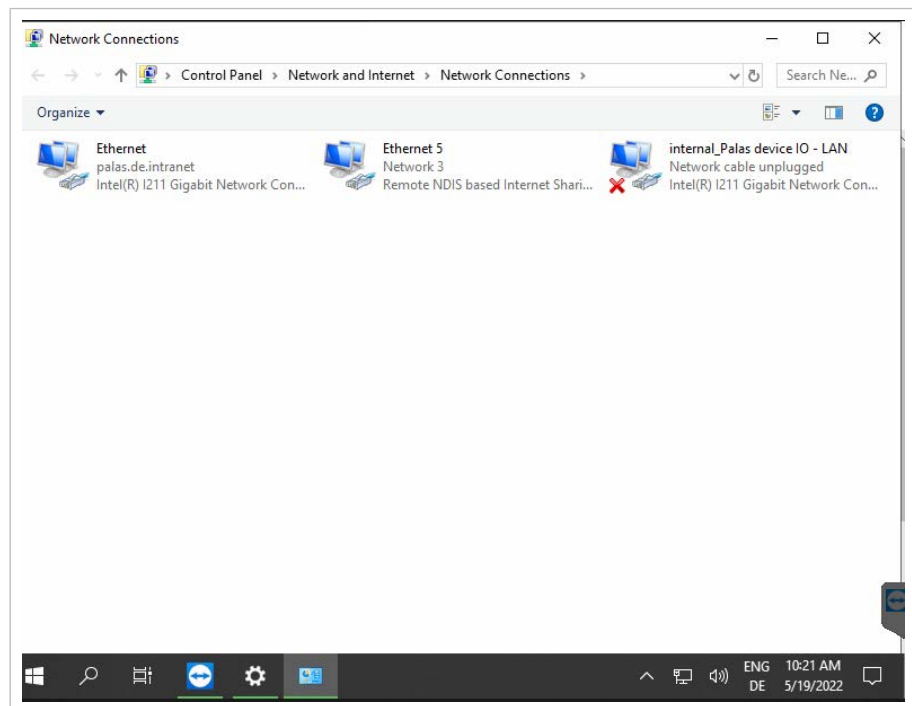 Network Connections
Control Panel > Network and Internet > Network Connections >
Search Ne...
Organize
Ethernet
palas.de.intranet
Intel(R) I211 Gigabit Network Con...
Ethernet 5
Network 3
Remote NDIS based Internet Shari...
internal_Palas device IO - LAN
Network cable unplugged
Intel(R) I211 Gigabit Network Con...
ENG 10:21 AM
DE 5/19/2022